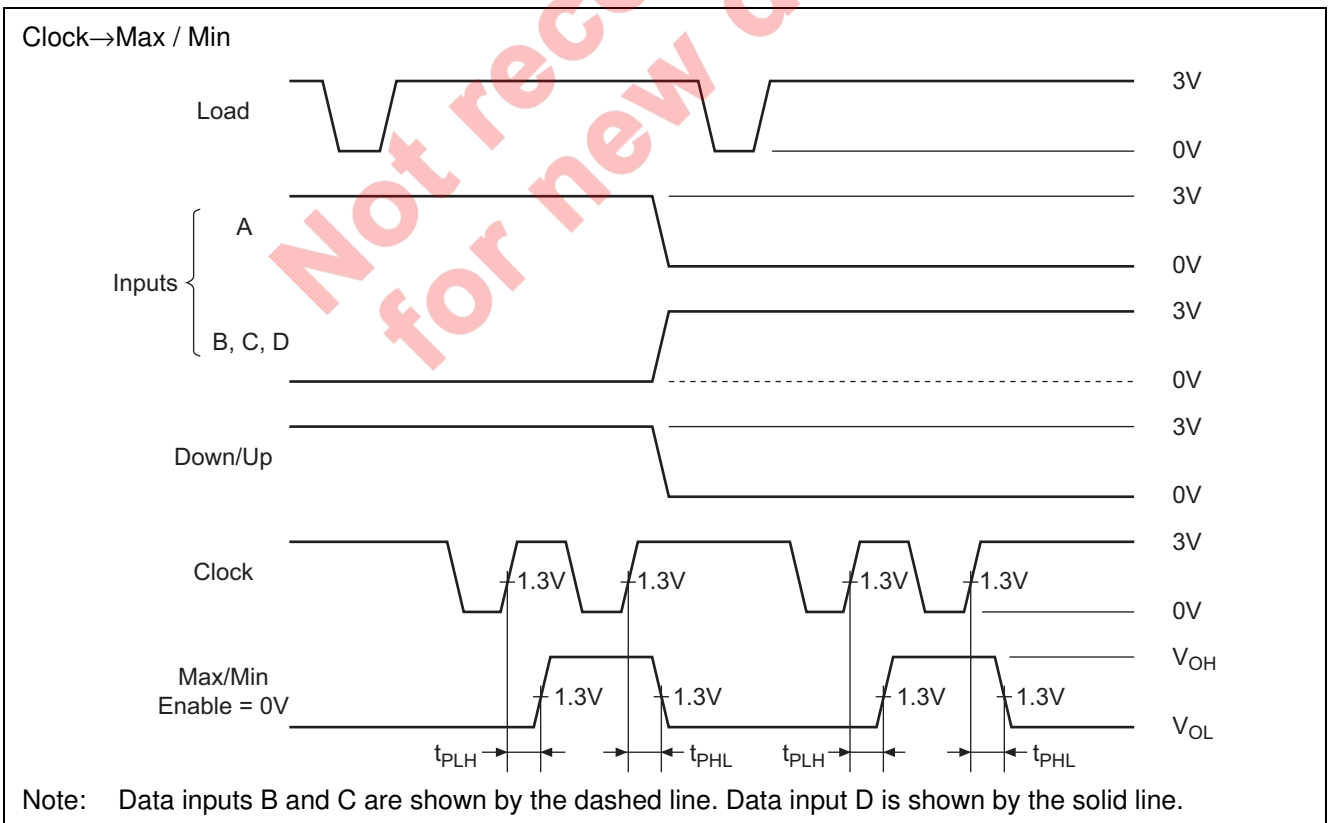 Clock→Max / Min
Load
3V
0V
Inputs
A
3V
0V
B, C, D
3V
0V
Down/Up
3V
0V
Clock
1.3V
1.3V
1.3V
1.3V
3V
0V
Max/Min
Enable = 0V
1.3V
1.3V
1.3V
1.3V
VOH
VOL
tPLH
tPHL
tPLH
tPHL
Note: Data inputs B and C are shown by the dashed line. Data input D is shown by the solid line.
Not
for new